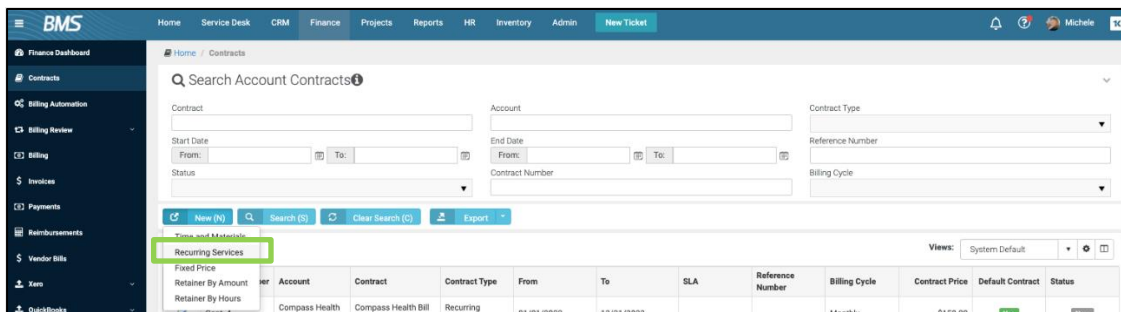 BMS Home Service Desk CRM Finance Projects Reports HR Inventory Admin New Ticket Michele
Finance Dashboard
Home / Contracts
Contracts
Search Account Contracts
Billing Automation
Contract Account Contract Type
Billing Review
Start Date End Date Reference Number
Billing
From: To: From: To:
Status Contract Number Billing Cycle
Invoices
Payments
New (N) Search (S) Clear Search (C) Export
Reimbursements
Time and Materials
Recurring Services
Views: System Default
Vendor Bills
Fixed Price
Xero
Retainer By Amount
Account Contract Contract Type From To SLA Reference Number Billing Cycle Contract Price Default Contract Status
Retainer By Hours
QuickBooks
Compass Health Compass Health Bill Recurring
Monthly